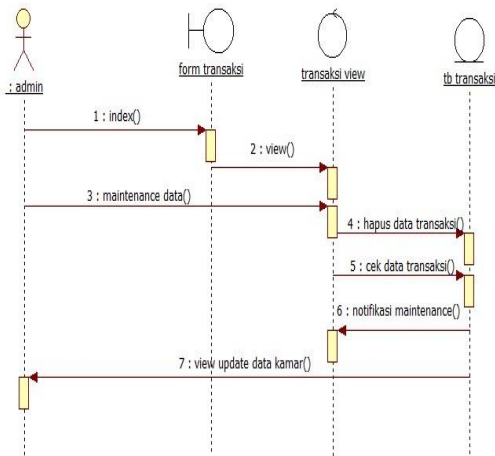 : admin
form transaksi
transaksi view
tb transaksi
1 : index()
2 : view()
3 : maintenance data()
4 : hapus data transaksi()
5 : cek data transaksi()
6 : notifikasi maintenance()
7 : view update data kamar()